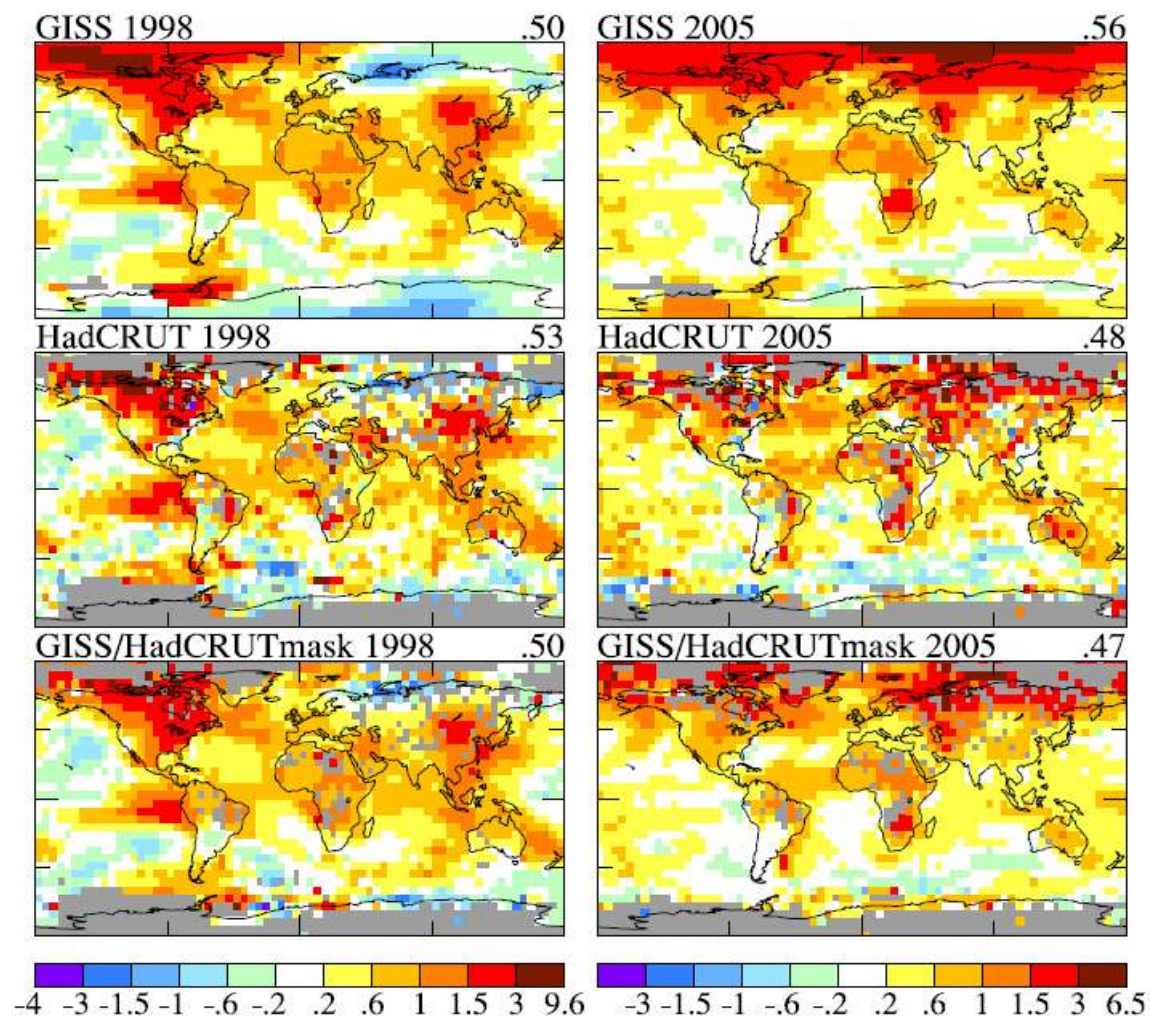 GISS 1998 .50
GISS 2005 .56
HadCRUT 1998 .53
HadCRUT 2005 .48
GISS/HadCRUTmask 1998 .50
GISS/HadCRUTmask 2005 .47
-4 -3 -1.5 -1 -.6 -.2 .2 .6 1 1.5 3 9.6
-3 -1.5 -1 -.6 -.2 .2 .6 1 1.5 3 6.5